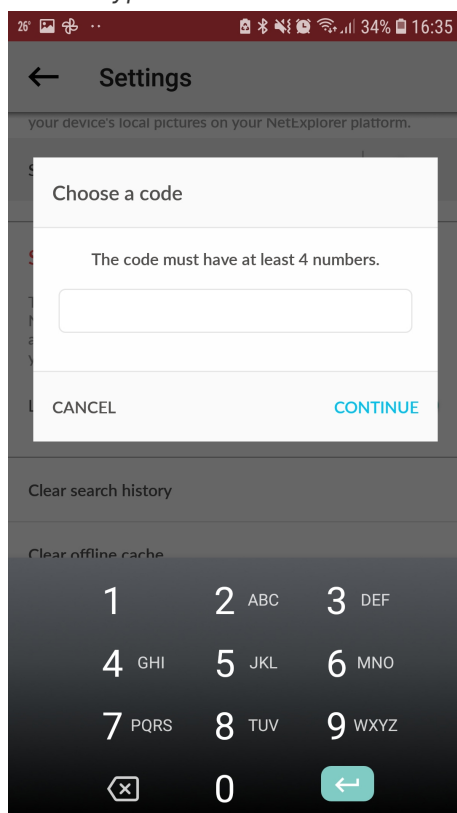 26°
34% 16:35
Settings
your device's local pictures on your NetExplorer platform.
Choose a code
The code must have at least 4 numbers.
CANCEL CONTINUE
Clear search history
Clear offline cache
1 2 ABC 3 DEF
4 GHI 5 JKL 6 MNO
7 PQRS 8 TUV 9 WXYZ
0